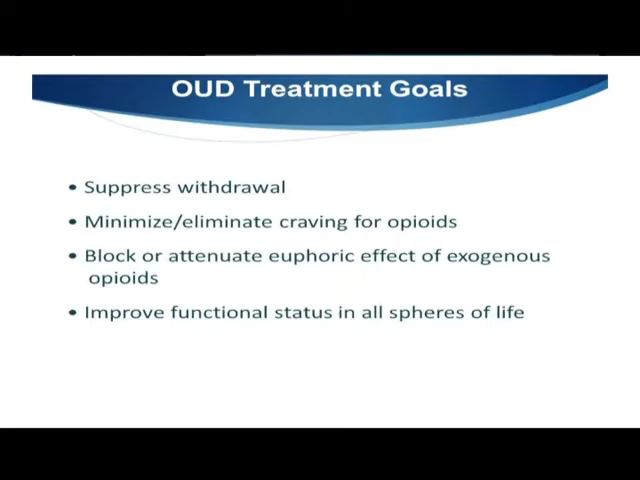 OUD Treatment Goals
• Suppress withdrawal
• Minimize/eliminate craving for opioids
• Block or attenuate euphoric effect of exogenous
opioids
• Improve functional status in all spheres of life